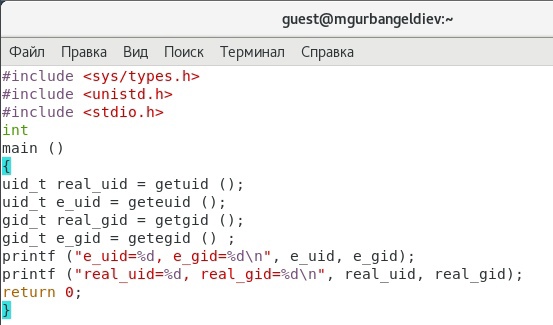 guest@mgurbangeldiev:~
Файл Правка Вид Поиск Терминал Справка
#include <sys/types.h>
#include <unistd.h>
#include <stdio.h>
int
main ()
{
uid_t real_uid = getuid ();
uid_t e_uid = geteuid ();
gid_t real_gid = getgid ();
gid_t e_gid = getegid () ;
printf ("e_uid=%d, e_gid=%d\n", e_uid, e_gid);
printf ("real_uid=%d, real_gid=%d\n", real_uid, real_gid);
return 0;
}